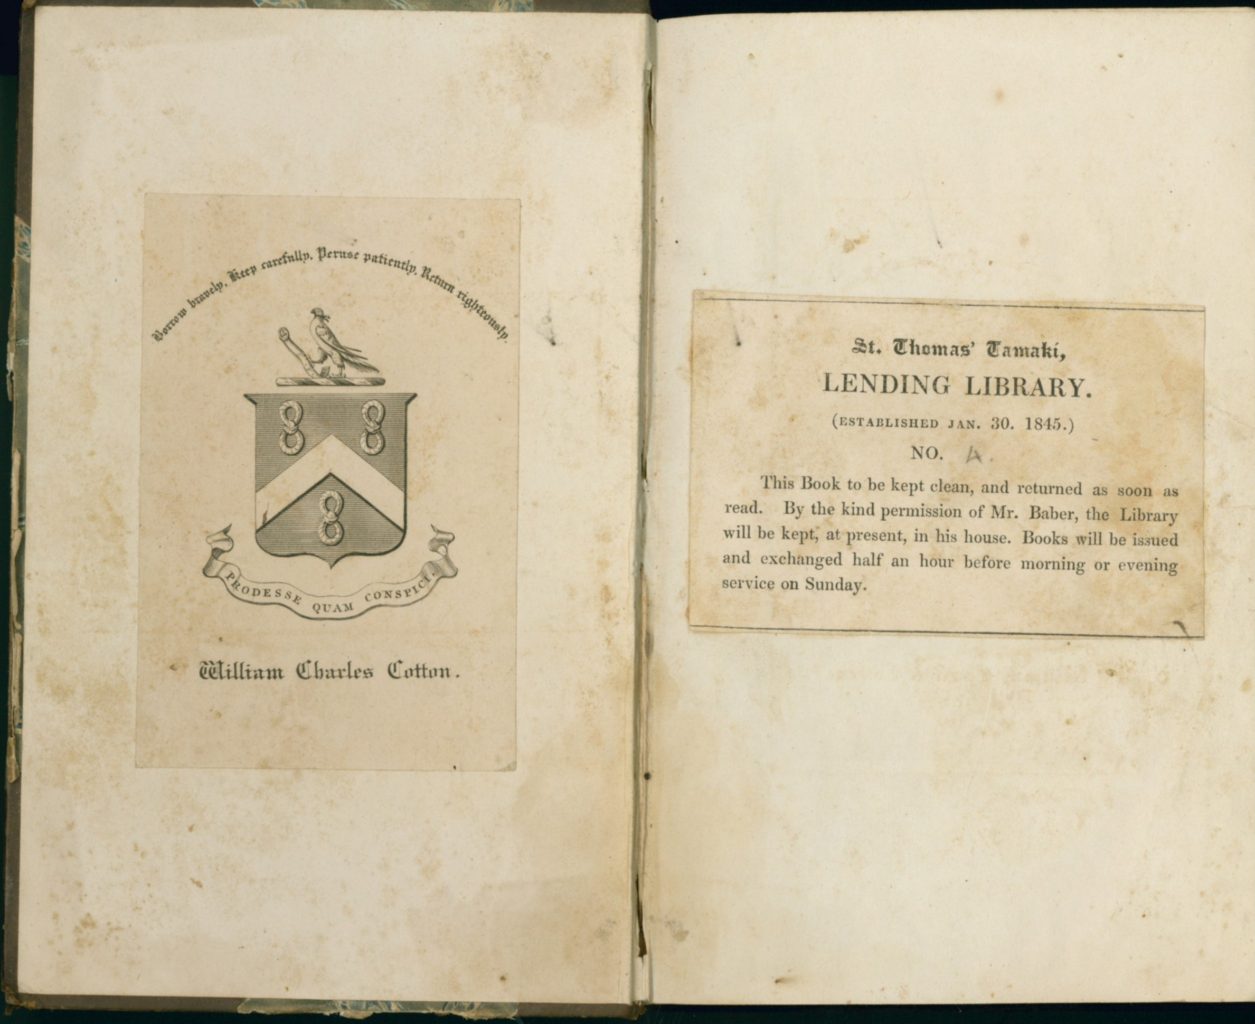 Borrow bravely, Keep carefully, Peruse patiently, Return righteously.
PRODESSE QUAM CONSPICI.
William Charles Cotton.
St. Thomas' Tamaki,
LENDING LIBRARY.
(ESTABLISHED JAN. 30. 1845.)
NO. 4.
This Book to be kept clean, and returned as soon as
read. By the kind permission of Mr. Baber, the Library
will be kept, at present, in his house. Books will be issued
and exchanged half an hour before morning or evening
service on Sunday.